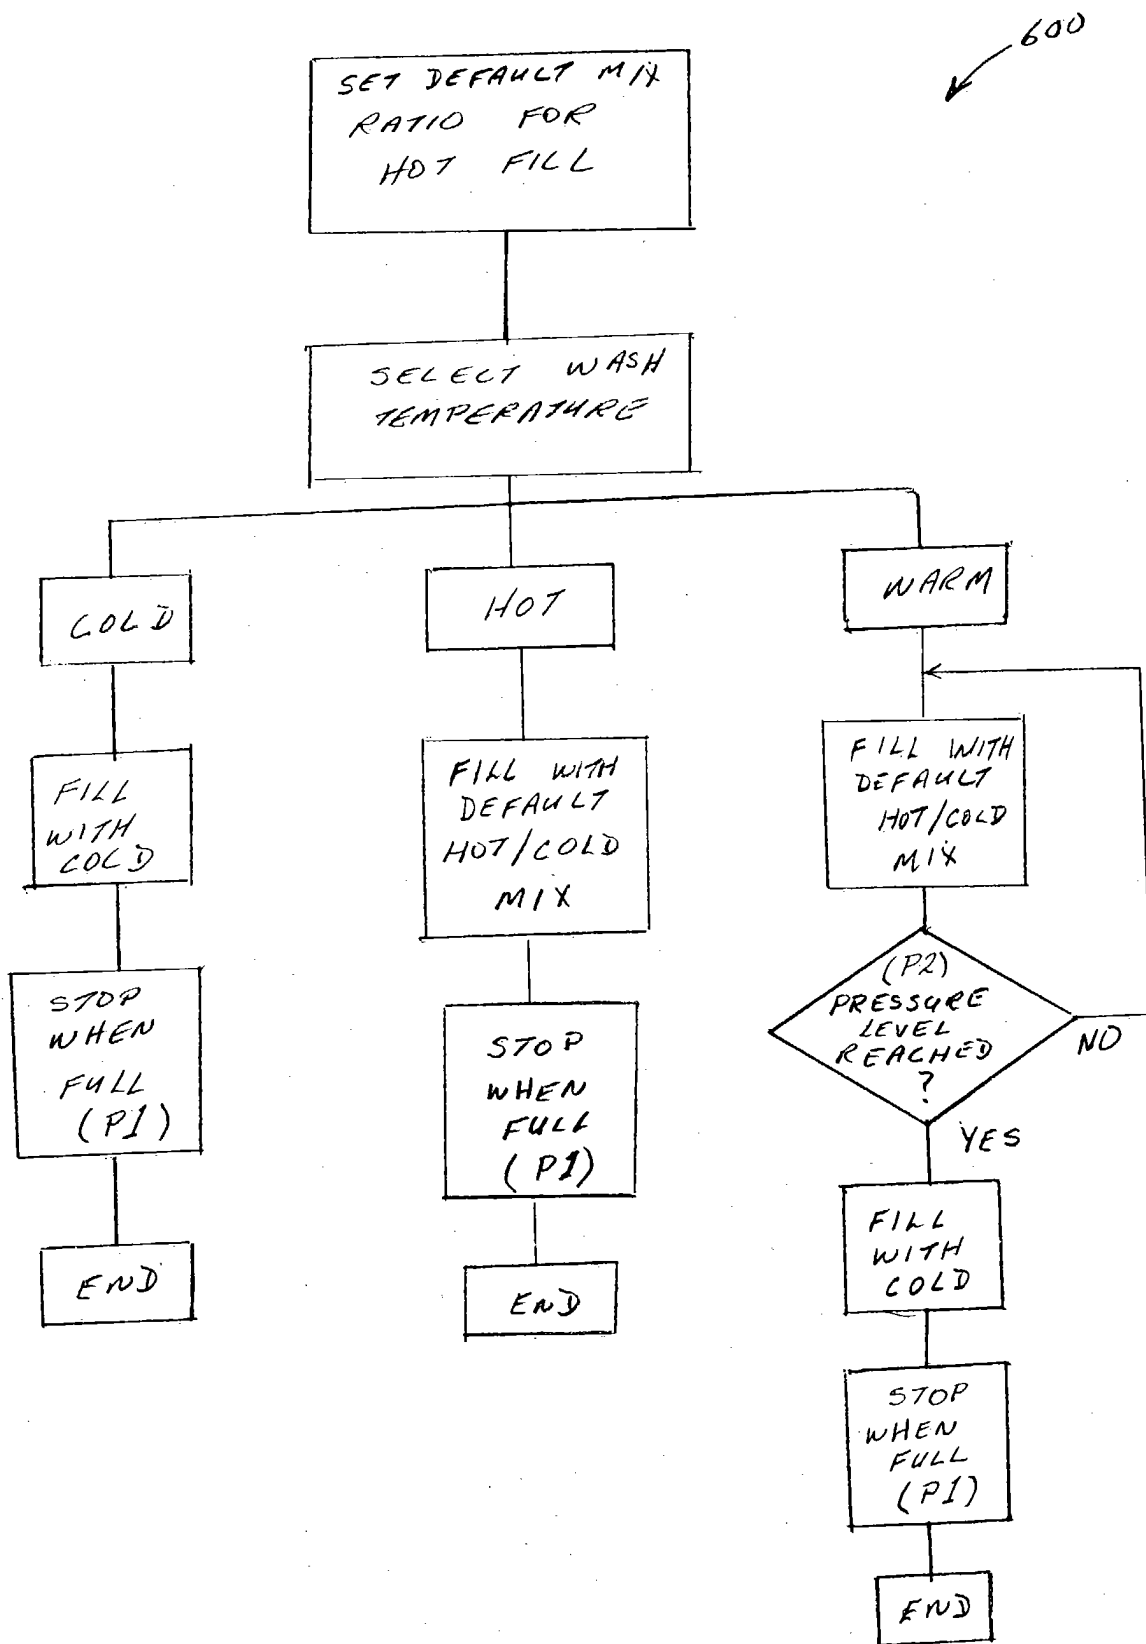 600
SET DEFAULT MIX
RATIO FOR
HOT FILL
SELECT WASH
TEMPERATURE
COLD
FILL
WITH
COLD
STOP
WHEN
FULL
(P1)
END
HOT
FILL WITH
DEFAULT
HOT/COLD
MIX
STOP
WHEN
FULL
(P1)
END
WARM
FILL WITH
DEFAULT
HOT/COLD
MIX
(P2)
PRESSURE
LEVEL
REACHED
?
NO
YES
FILL
WITH
COLD
STOP
WHEN
FULL
(P1)
END